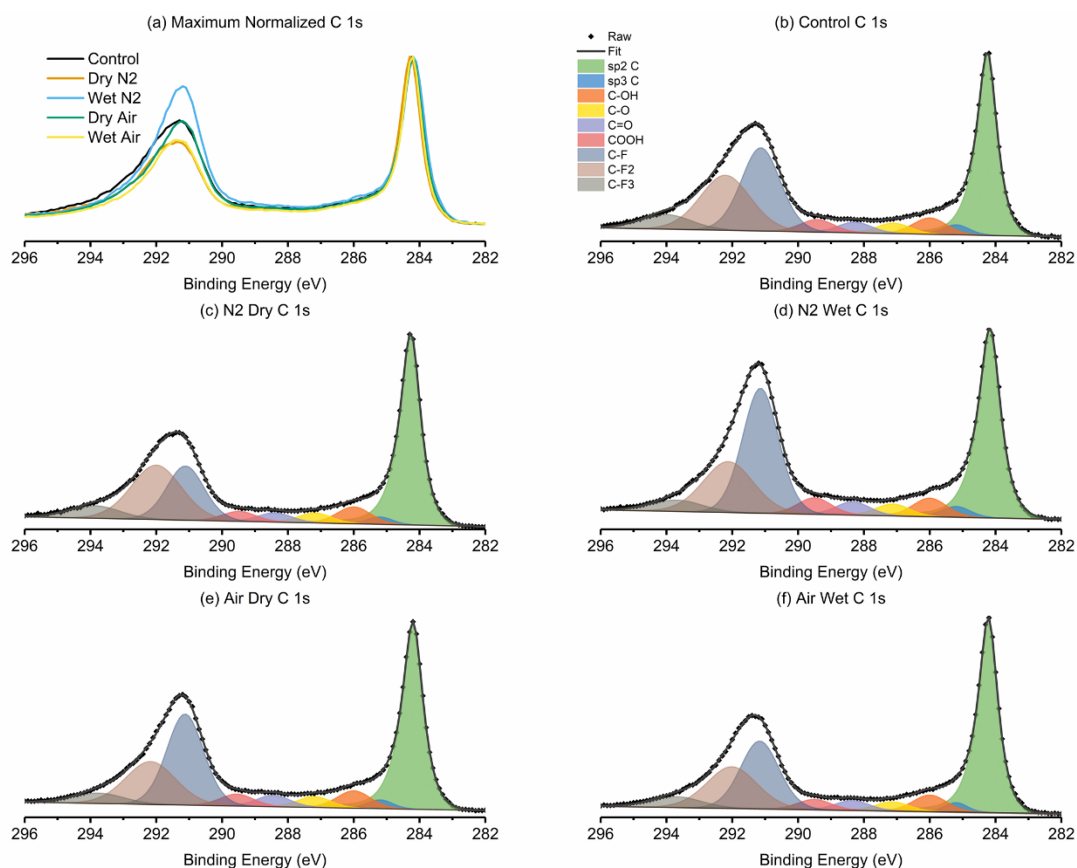 (a) Maximum Normalized C 1s
Control
Dry N2
Wet N2
Dry Air
Wet Air
296 294 292 290 288 286 284 282
Binding Energy (eV)
(b) Control C 1s
Raw
Fit
sp2 C
sp3 C
C-OH
C-O
C=O
COOH
C-F
C-F2
C-F3
296 294 292 290 288 286 284 282
Binding Energy (eV)
(c) N2 Dry C 1s
296 294 292 290 288 286 284 282
Binding Energy (eV)
(d) N2 Wet C 1s
296 294 292 290 288 286 284 282
Binding Energy (eV)
(e) Air Dry C 1s
296 294 292 290 288 286 284 282
Binding Energy (eV)
(f) Air Wet C 1s
296 294 292 290 288 286 284 282
Binding Energy (eV)